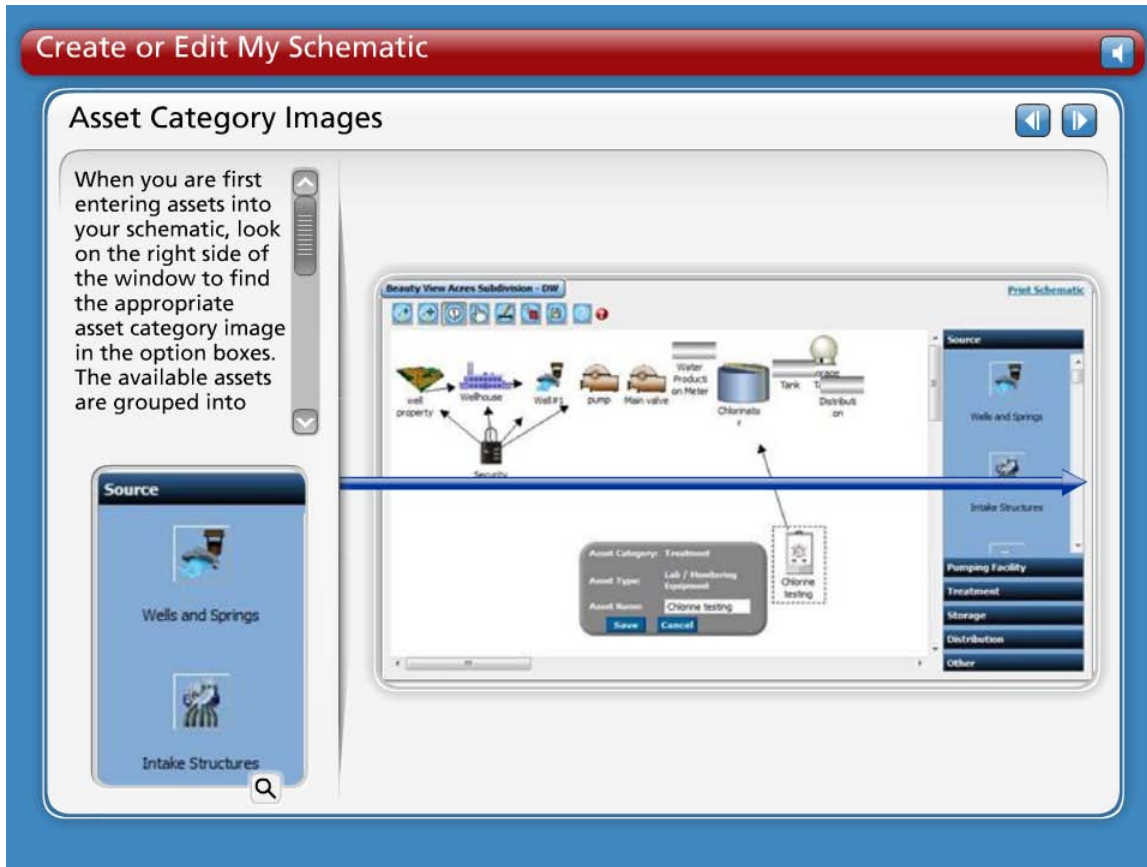 Create or Edit My Schematic
Asset Category Images
When you are first
entering assets into
your schematic, look
on the right side of
the window to find
the appropriate
asset category image
in the option boxes.
The available assets
are grouped into
Source
Wells and Springs
Intake Structures
Beauty View Acres Subdivision - DW
Print Schematic
well
property
Wellhouse
Well #1
pump
Main valve
Water
Producti
on Meter
Chlorinato
r
Tank
Distributi
on
Security
Chlorine
testing
Asset Category: Treatment
Asset Type: Lab / Monitoring
Equipment
Asset Name: Chlorine testing
Save Cancel
Source
Wells and Springs
Intake Structures
Pumping Facility
Treatment
Storage
Distribution
Other